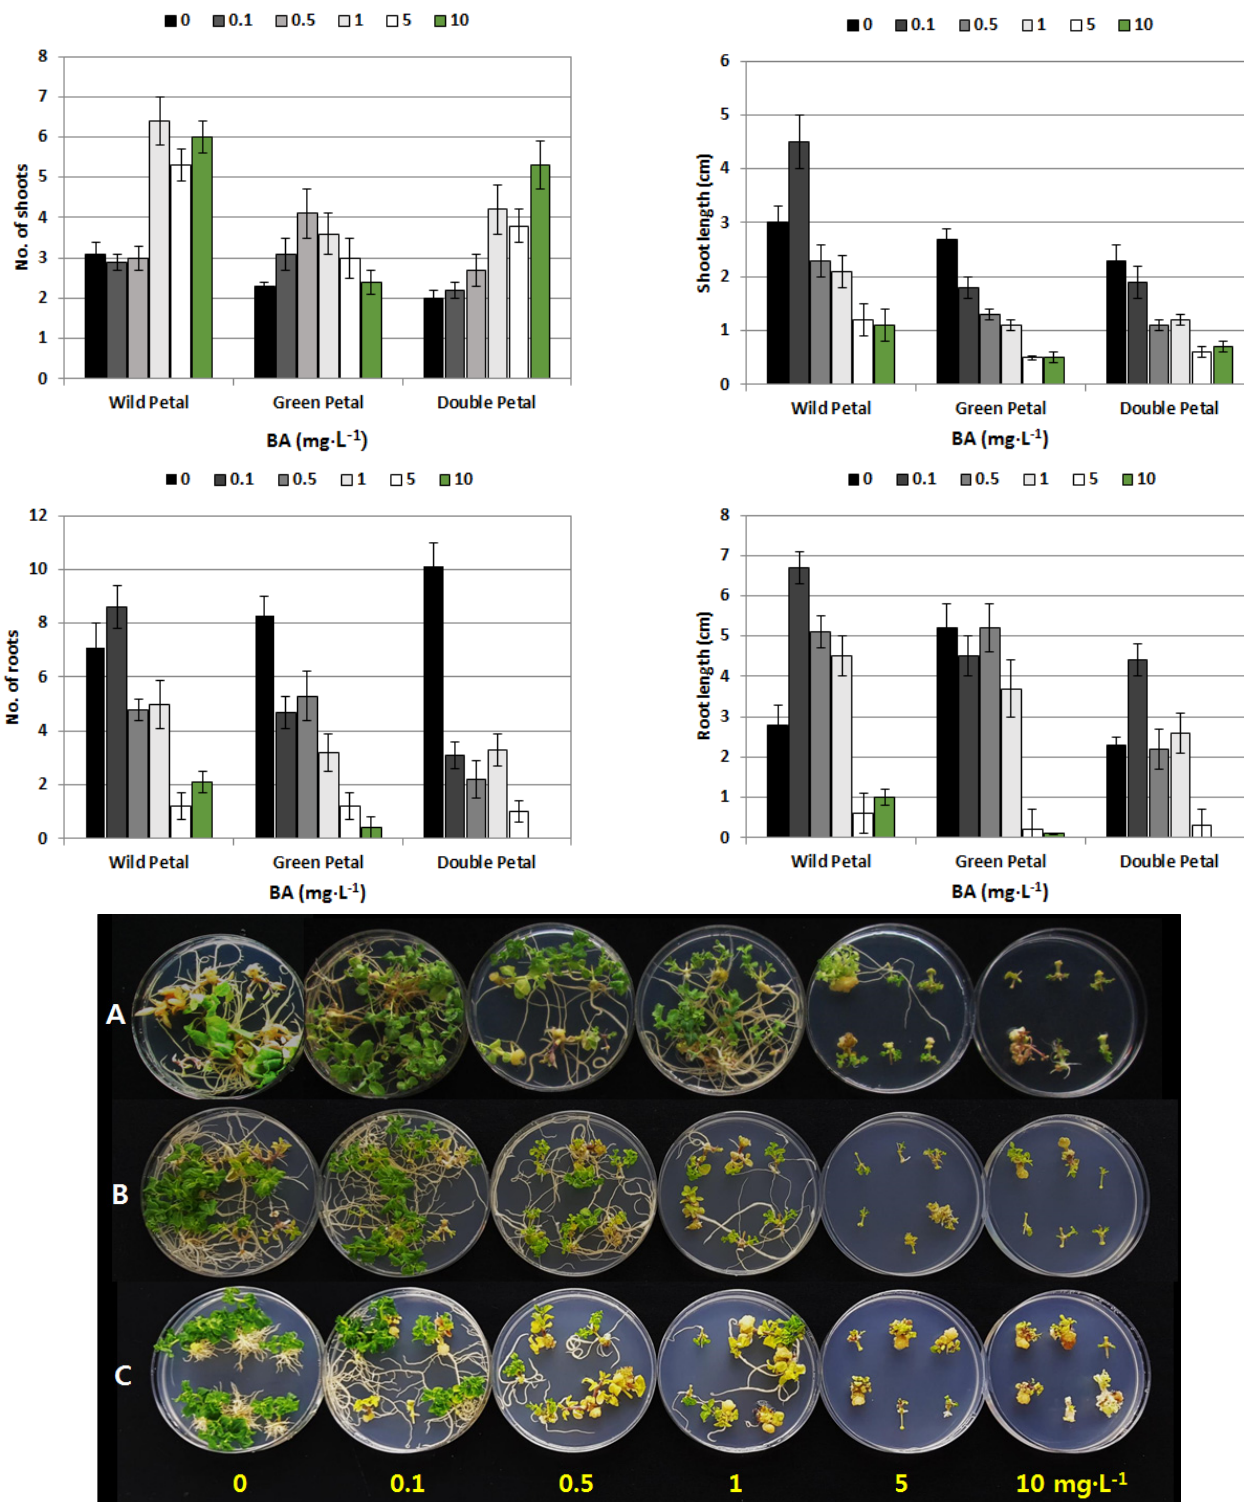 0 0.1 0.5 1 5 10
8
7
6
5
4
3
2
1
0
No. of shoots
Wild Petal Green Petal Double Petal
BA (mg·L-1)
0 0.1 0.5 1 5 10
6
5
4
3
2
1
0
Shoot length (cm)
Wild Petal Green Petal Double Petal
BA (mg·L-1)
0 0.1 0.5 1 5 10
12
10
8
6
4
2
0
No. of roots
Wild Petal Green Petal Double Petal
BA (mg·L-1)
0 0.1 0.5 1 5 10
8
7
6
5
4
3
2
1
0
Root length (cm)
Wild Petal Green Petal Double Petal
BA (mg·L-1)
A
B
C
0 0.1 0.5 1 5 10 mg·L-1